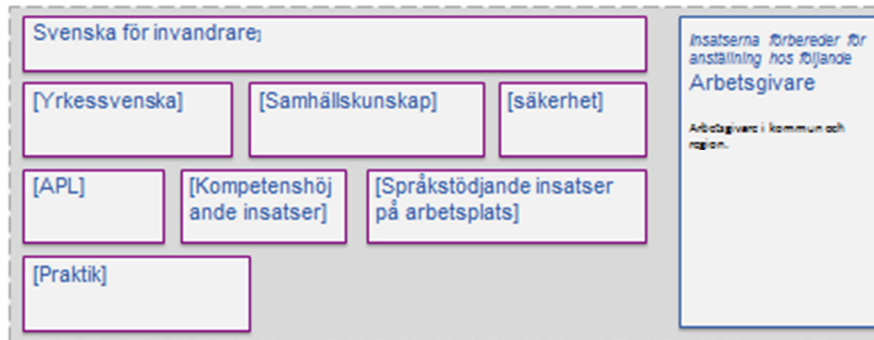 Svenska för invandrare]
[Yrkessvenska]
[Samhällskunskap]
[säkerhet]
[APL]
[Kompetenshöj
ande insatser]
[Språkstödjande insatser
på arbetsplats]
[Praktik]
Insatserna förbereder för
anställning hos följande
Arbetsgivare
Arbetsgivare i kommun och
region.